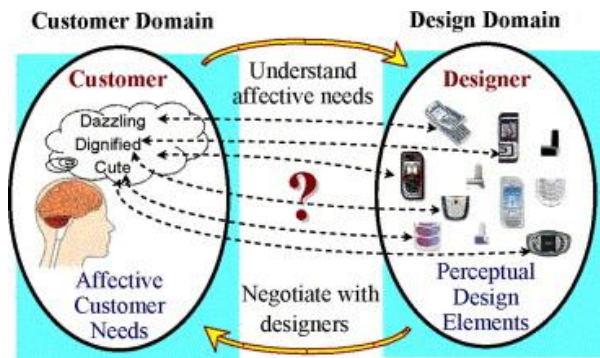 Customer Domain
Design Domain
Customer
Understand
affective needs
Designer
Dazzling
Dignified
Cute
?
Affective
Customer
Needs
Negotiate with
designers
Perceptual
Design
Elements